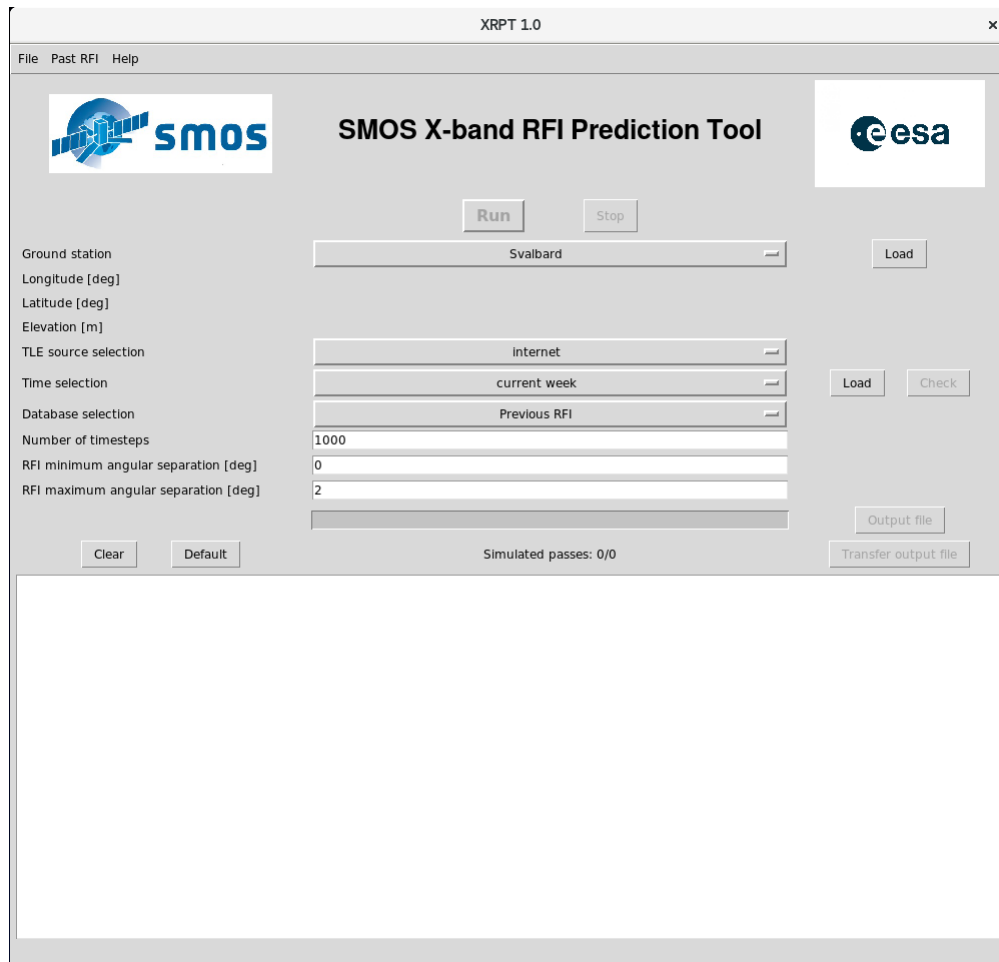 XRPT 1.0
×
File Past RFI Help
smos
SMOS X-band RFI Prediction Tool
esa
Run Stop
Ground station Svalbard Load
Longitude [deg]
Latitude [deg]
Elevation [m]
TLE source selection internet
Time selection current week Load Check
Database selection Previous RFI
Number of timesteps 1000
RFI minimum angular separation [deg] 0
RFI maximum angular separation [deg] 2
Output file
Clear Default Simulated passes: 0/0 Transfer output file